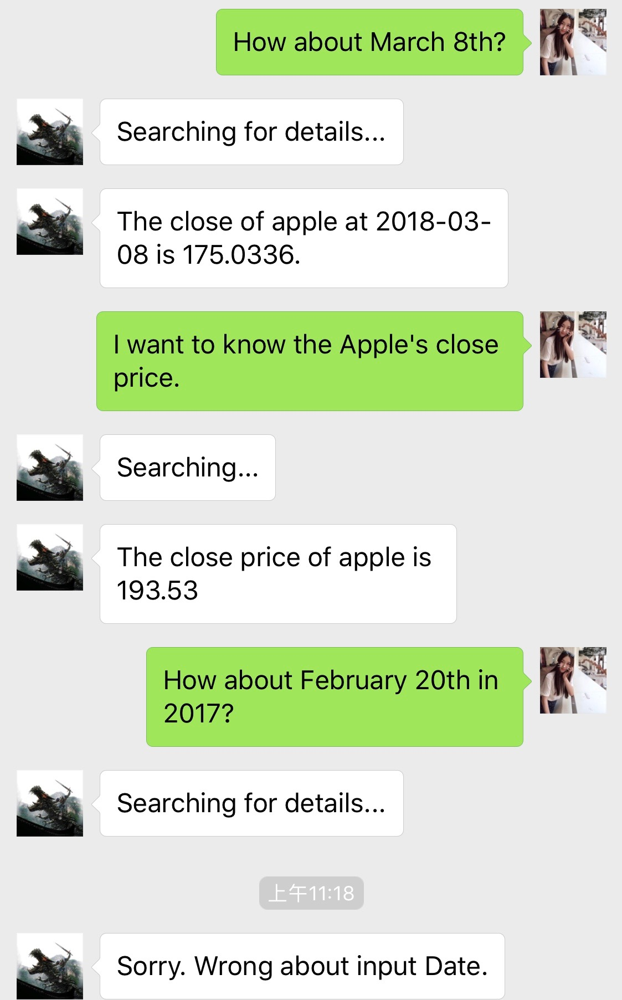 How about March 8th?
Searching for details...
The close of apple at 2018-03-
08 is 175.0336.
I want to know the Apple's close
price.
Searching...
The close price of apple is
193.53
How about February 20th in
2017?
Searching for details...
上午11:18
Sorry. Wrong about input Date.